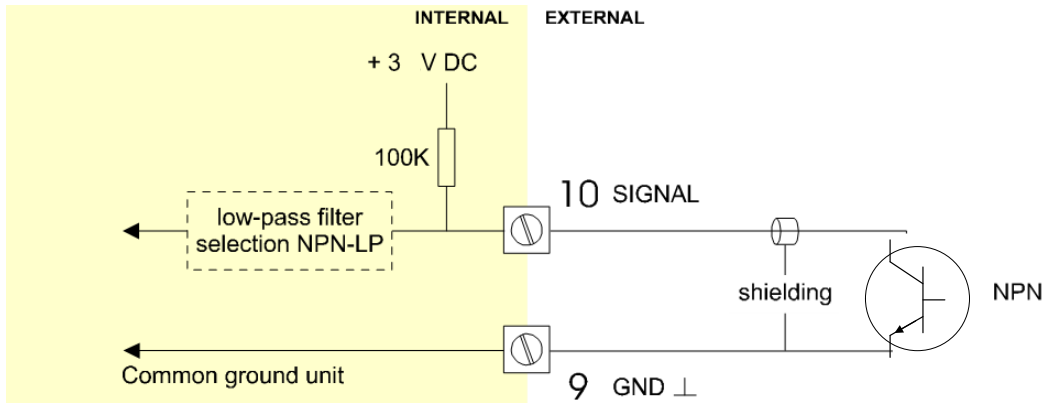 INTERNAL EXTERNAL
+ 3 V DC
100K
10 SIGNAL
low-pass filter
selection NPN-LP
shielding
NPN
Common ground unit
9 GND ⊥